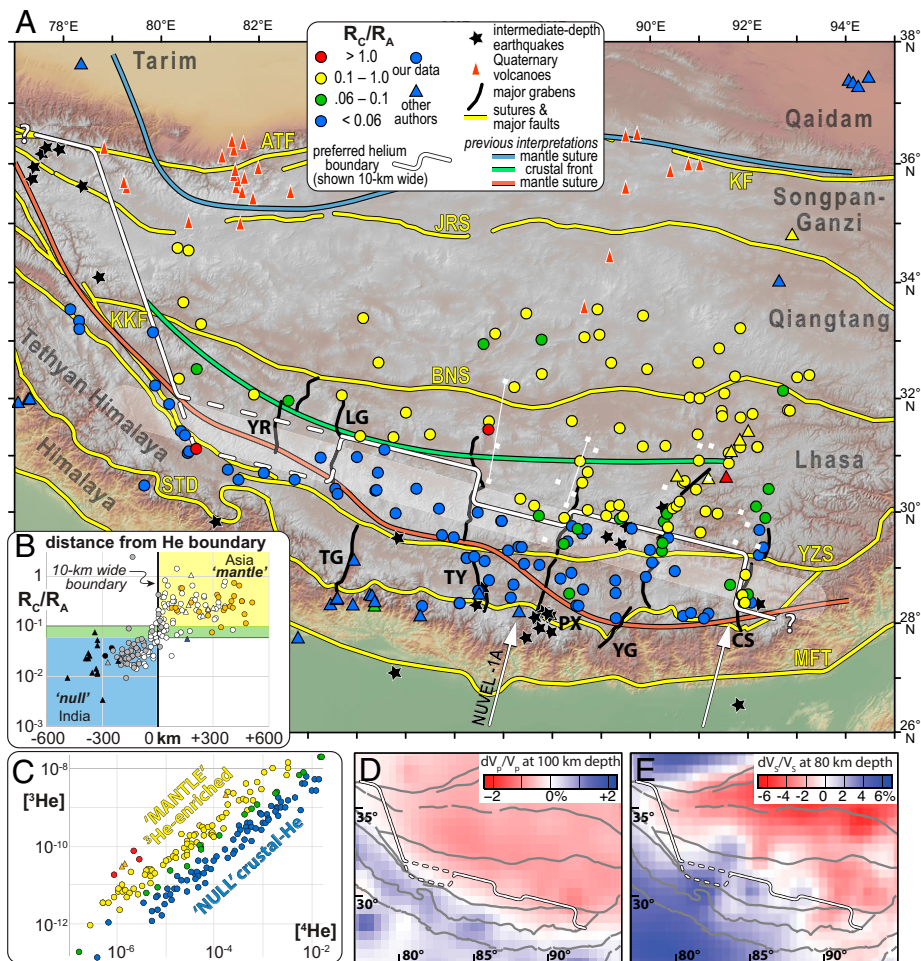 A
78°E
80°E
82°E
90°E
92°E
94°E
38°
N
36°
N
34°
N
32°
N
30°
N
28°
N
26°
N
R_C/R_A
> 1.0
0.1 – 1.0
.06 – 0.1
< 0.06
our data
other
authors
preferred helium
boundary
(shown 10-km wide)
intermediate-depth
earthquakes
Quaternary
volcanoes
major grabens
sutures &
major faults
previous interpretations
mantle suture
crustal front
mantle suture
Tarim
Qaidam
?
ATF
KF
Songpan-
Ganzi
JRS
Qiangtang
KKF
BNS
Tethyan-Himalaya
Himalaya
YR
LG
Lhasa
STD
YZS
TG
TY
PX
YG
CS
?
MFT
NUVEL -1A
B
distance from He boundary
10-km wide
boundary
Asia
'mantle'
R_C/R_A
1
10-1
10-2
10-3
'null'
India
-600
-300
0 km
+300
+600
C
10-8
[3He]
10-10
10-12
'MANTLE'
3He-enriched
'NULL' crustal-He
[4He]
10-6
10-4
10-2
D
dVP/VP at 100 km depth
−2
0%
+2
35°
30°
80°
85°
90°
E
dVS/VS at 80 km depth
-6
-4
-2
0
2
4
6%
35°
30°
80°
85°
90°